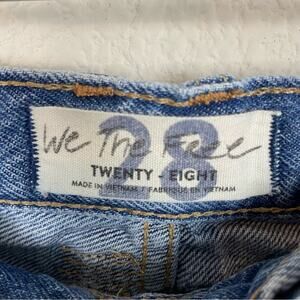 We The Free
28
TWENTY - EIGHT
MADE IN VIETNAM / FABRIQUÉ EN VIETNAM